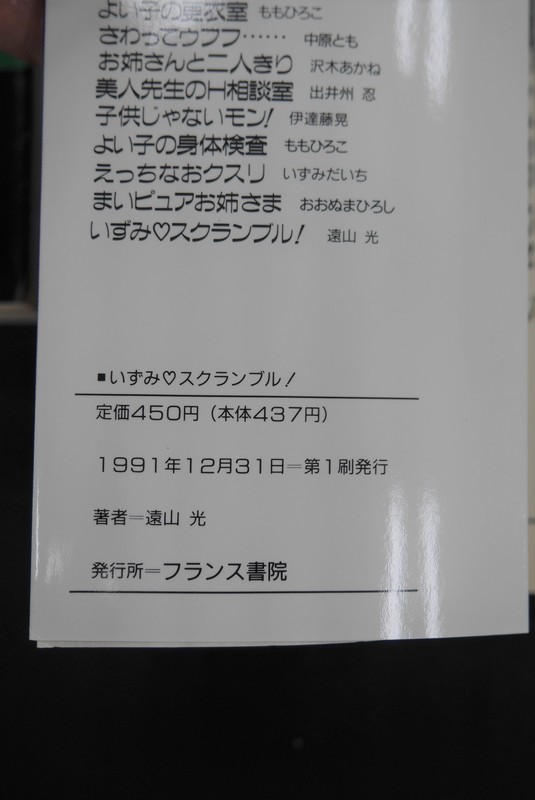 よい子の更衣室 ももひろこ
さわってウフフ…… 中原とも
お姉さんと二人きり 沢木あかね
美人先生のH相談室 出井州 忍
子供じゃないモン! 伊達藤晃
よい子の身体検査 ももひろこ
えっちなおクスリ いずみだいち
まいピュアお姉さま おおぬまひろし
いずみ♡スクランブル! 遠山 光
■いずみ♡スクランブル!
定価450円(本体437円)
1991年12月31日=第1刷発行
著者=遠山 光
発行所=フランス書院